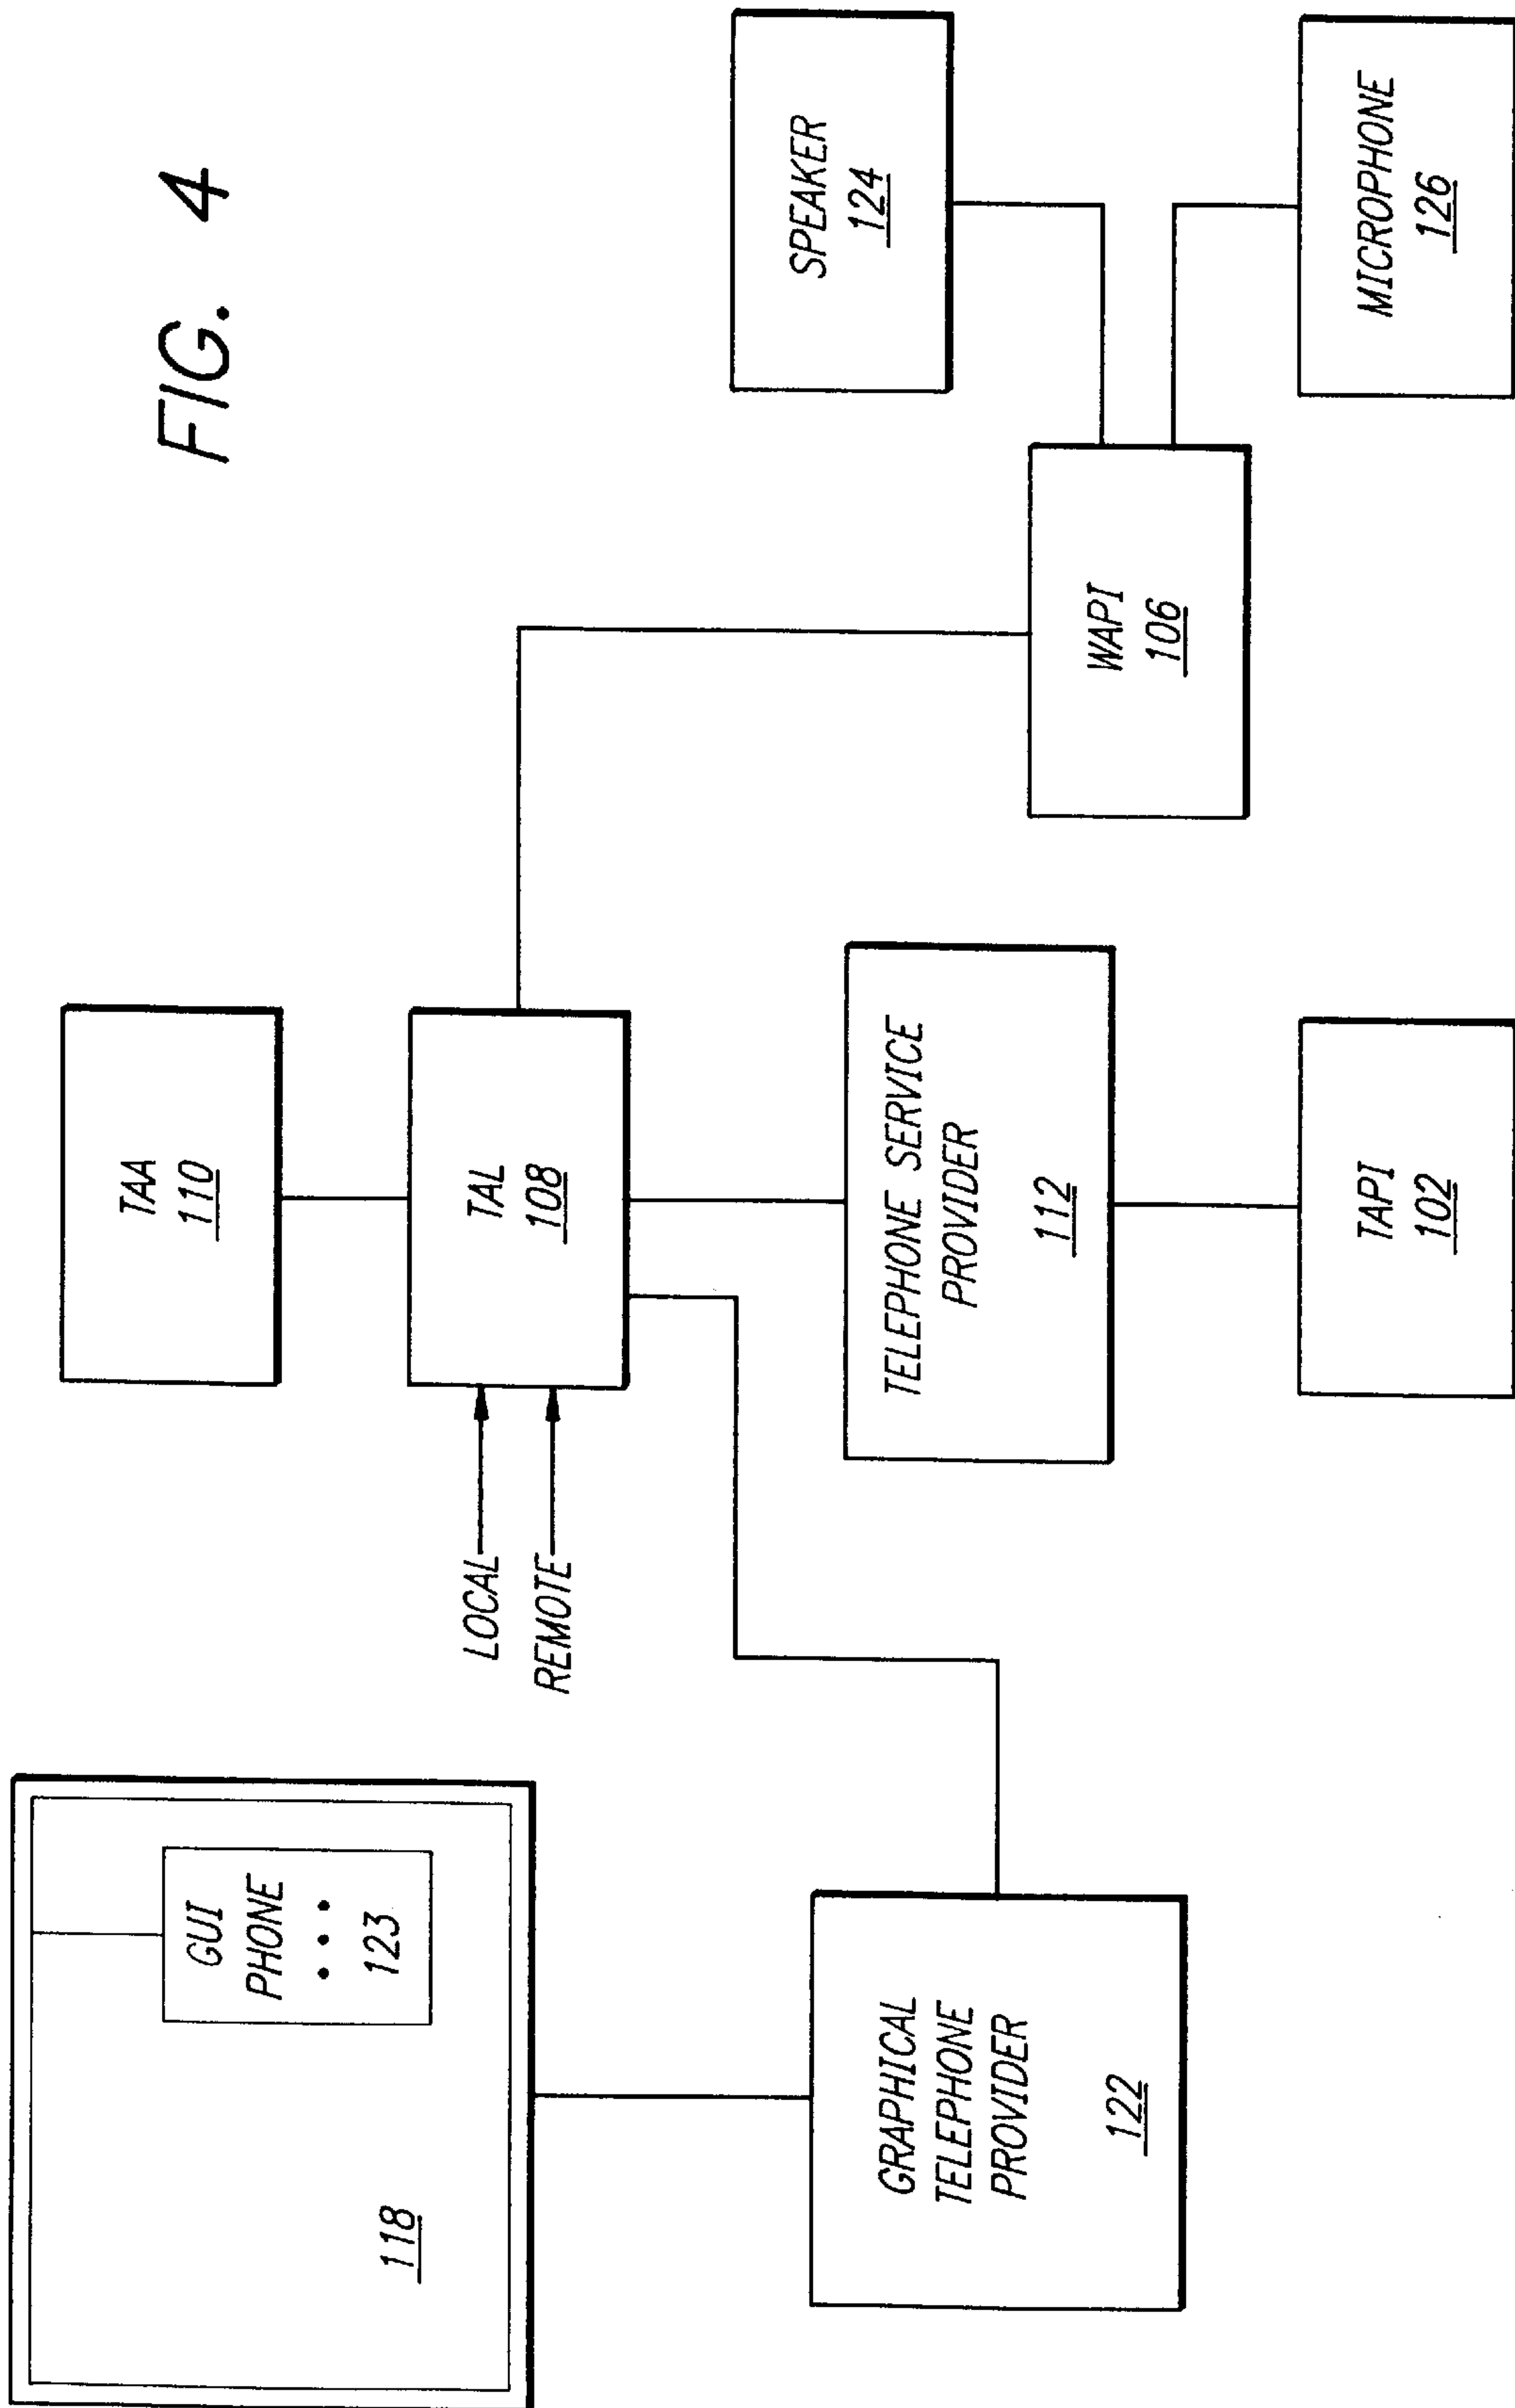 FIG. 4
GUI
PHONE
• • •
123
118
TAA
110
LOCAL
REMOTE
TAL
108
SPEAKER
124
GRAPHICAL
TELEPHONE
PROVIDER
122
TELEPHONE SERVICE
PROVIDER
112
WAPI
106
TAPI
102
MICROPHONE
126